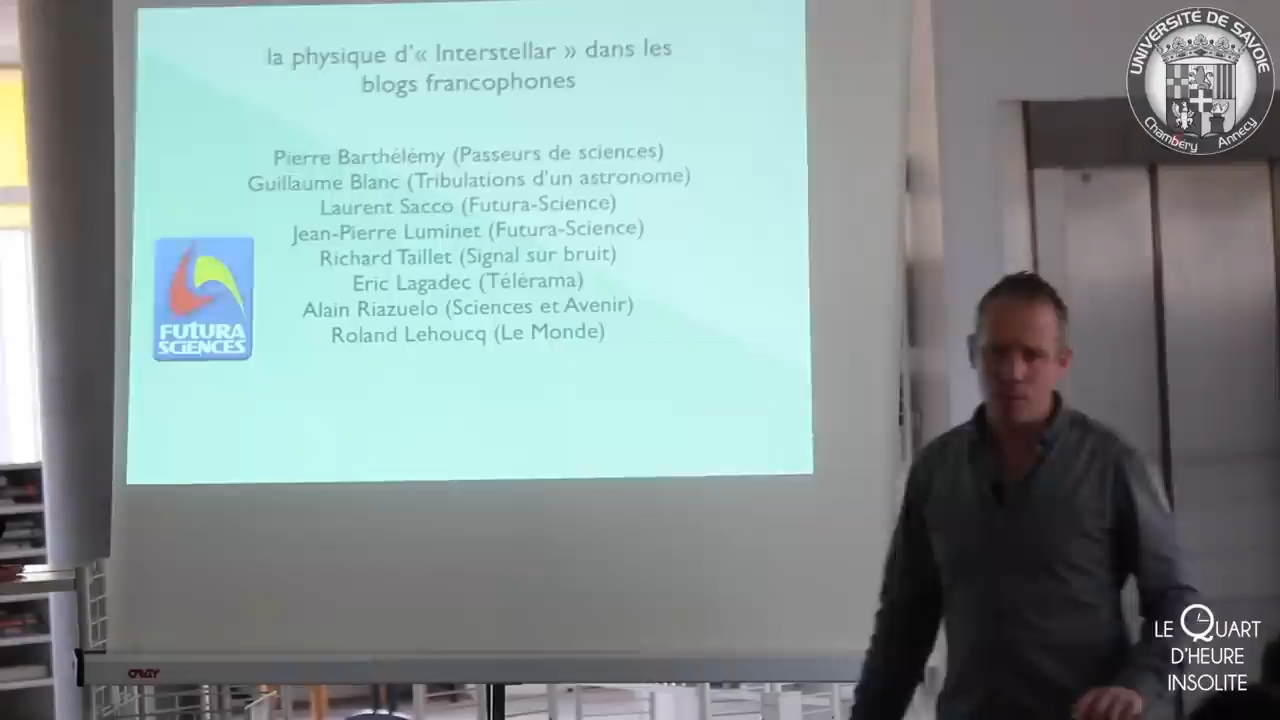 la physique d'« Interstellar » dans les
blogs francophones
Pierre Barthélémy (Passeurs de sciences)
Guillaume Blanc (Tribulations d'un astronome)
Laurent Sacco (Futura-Science)
Jean-Pierre Luminet (Futura-Science)
Richard Taillet (Signal sur bruit)
Eric Lagadec (Télérama)
Alain Riazuelo (Sciences et Avenir)
Roland Lehoucq (Le Monde)
FUTURA
SCIENCES
UNIVERSITÉ DE SAVOIE
Chambéry Annecy
ORAY
LE QUART
D'HEURE
INSOLITE